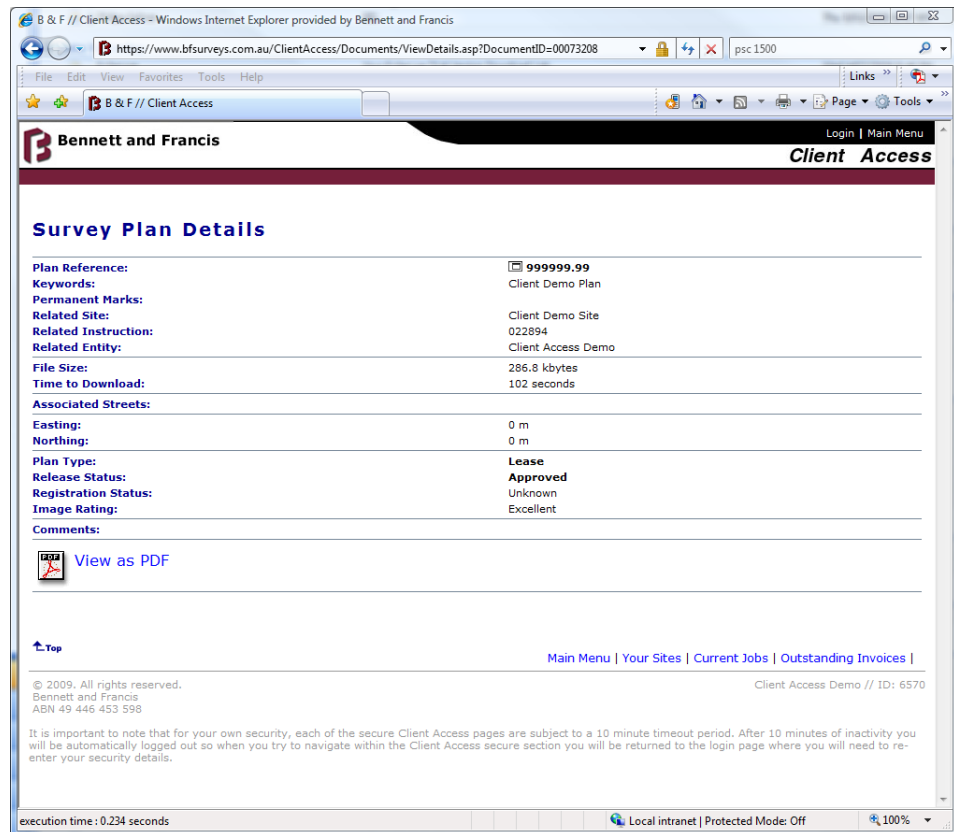 B & F // Client Access - Windows Internet Explorer provided by Bennett and Francis
https://www.bfsurveys.com.au/ClientAccess/Documents/ViewDetails.asp?DocumentID=00073208 psc 1500
File Edit View Favorites Tools Help Links
B & F // Client Access Page Tools
Bennett and Francis
Login | Main Menu
Client Access
Survey Plan Details
Plan Reference: 999999.99
Keywords: Client Demo Plan
Permanent Marks:
Related Site: Client Demo Site
Related Instruction: 022894
Related Entity: Client Access Demo
File Size: 286.8 kbytes
Time to Download: 102 seconds
Associated Streets:
Easting: 0 m
Northing: 0 m
Plan Type: Lease
Release Status: Approved
Registration Status: Unknown
Image Rating: Excellent
Comments:
PDF View as PDF
Top
Main Menu | Your Sites | Current Jobs | Outstanding Invoices |
© 2009. All rights reserved. Client Access Demo // ID: 6570
Bennett and Francis
ABN 49 446 453 598
It is important to note that for your own security, each of the secure Client Access pages are subject to a 10 minute timeout period. After 10 minutes of inactivity you
will be automatically logged out so when you try to navigate within the Client Access secure section you will be returned to the login page where you will need to re-
enter your security details.
execution time : 0.234 seconds Local intranet | Protected Mode: Off 100%